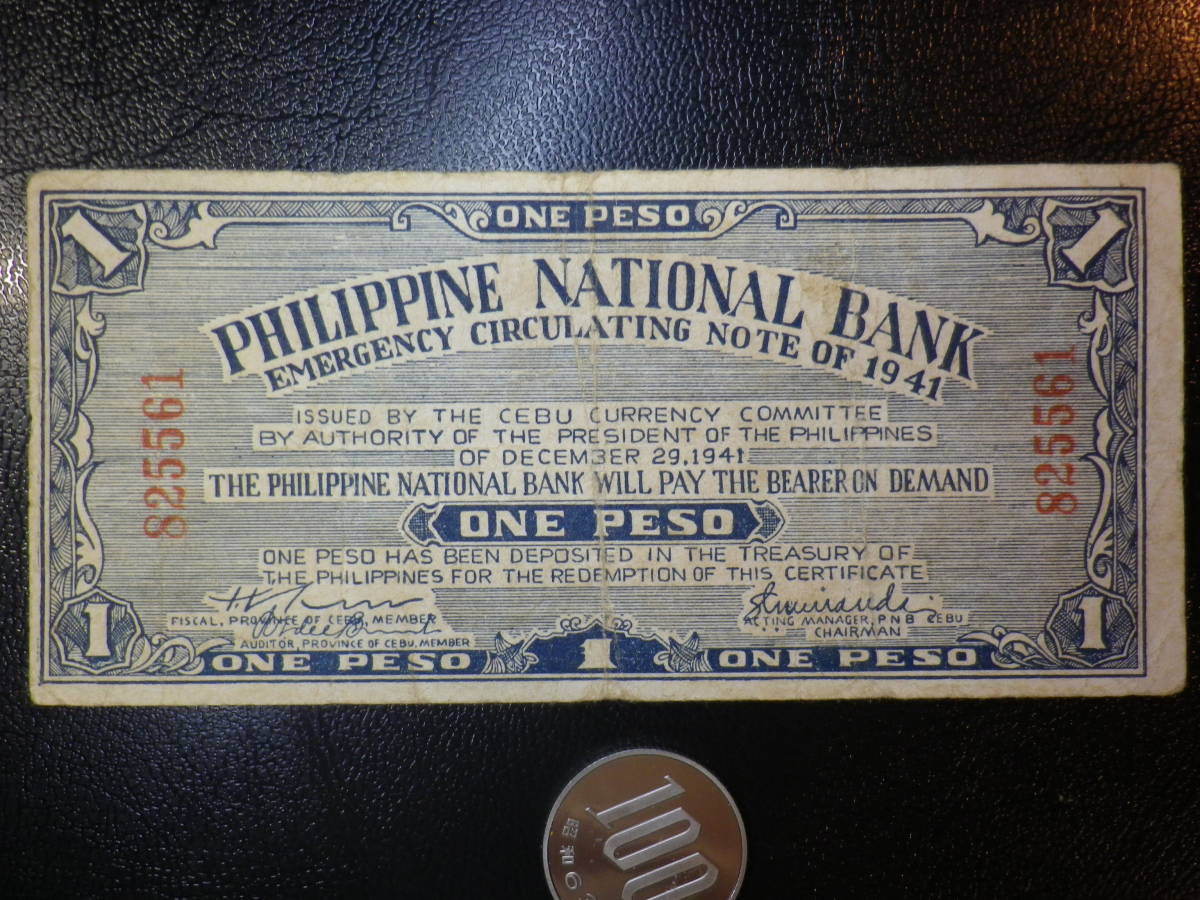 1
ONE PESO
1
PHILIPPINE NATIONAL BANK
EMERGENCY CIRCULATING NOTE OF 1941
825561
825561
ISSUED BY THE CEBU CURRENCY COMMITTEE
BY AUTHORITY OF THE PRESIDENT OF THE PHILIPPINES
OF DECEMBER 29, 1941
THE PHILIPPINE NATIONAL BANK WILL PAY THE BEARER ON DEMAND
ONE PESO
ONE PESO HAS BEEN DEPOSITED IN THE TREASURY OF
THE PHILIPPINES FOR THE REDEMPTION OF THIS CERTIFICATE
FISCAL, PROVINCE OF CEBU, MEMBER
AUDITOR, PROVINCE OF CEBU, MEMBER
ACTING MANAGER, PNB CEBU
CHAIRMAN
1
ONE PESO
1
ONE PESO
1
100
昭和6